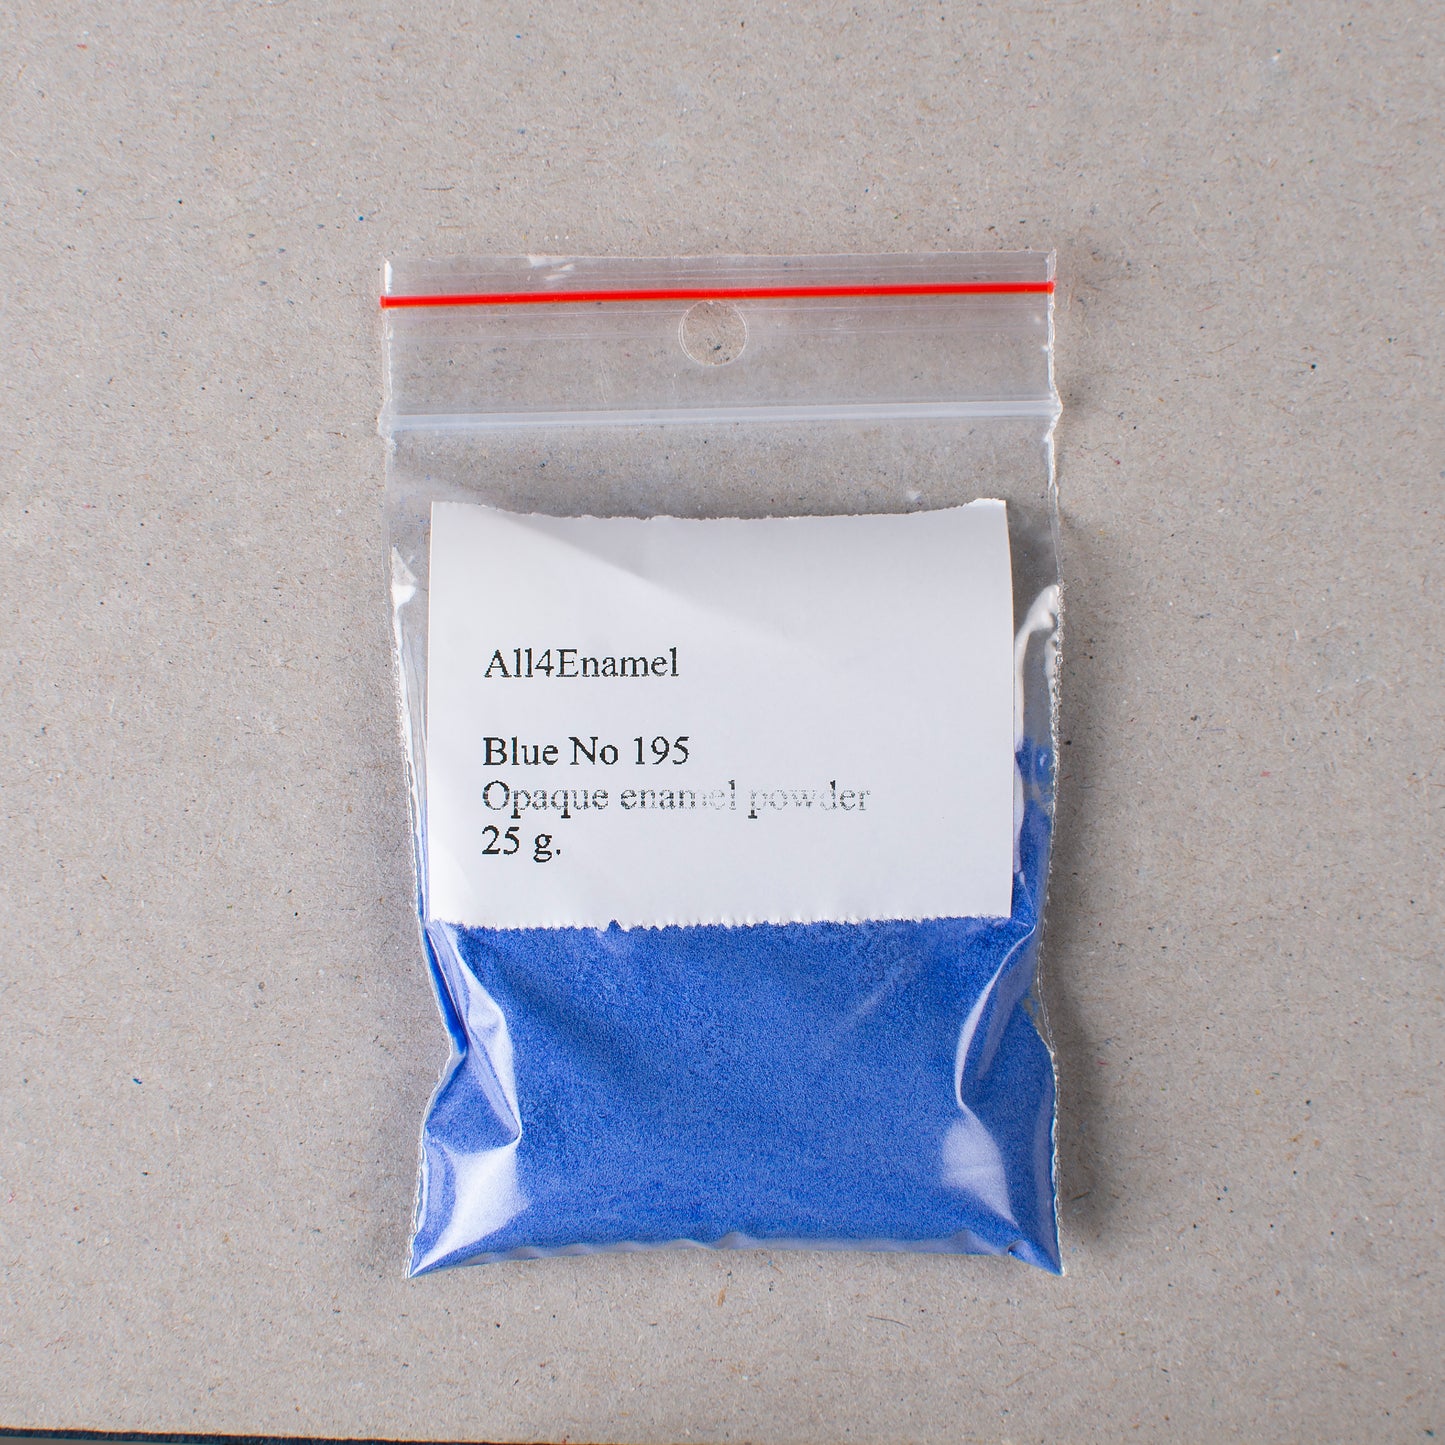 All4Enamel
Blue No 195
Opaque enamel powder
25 g.